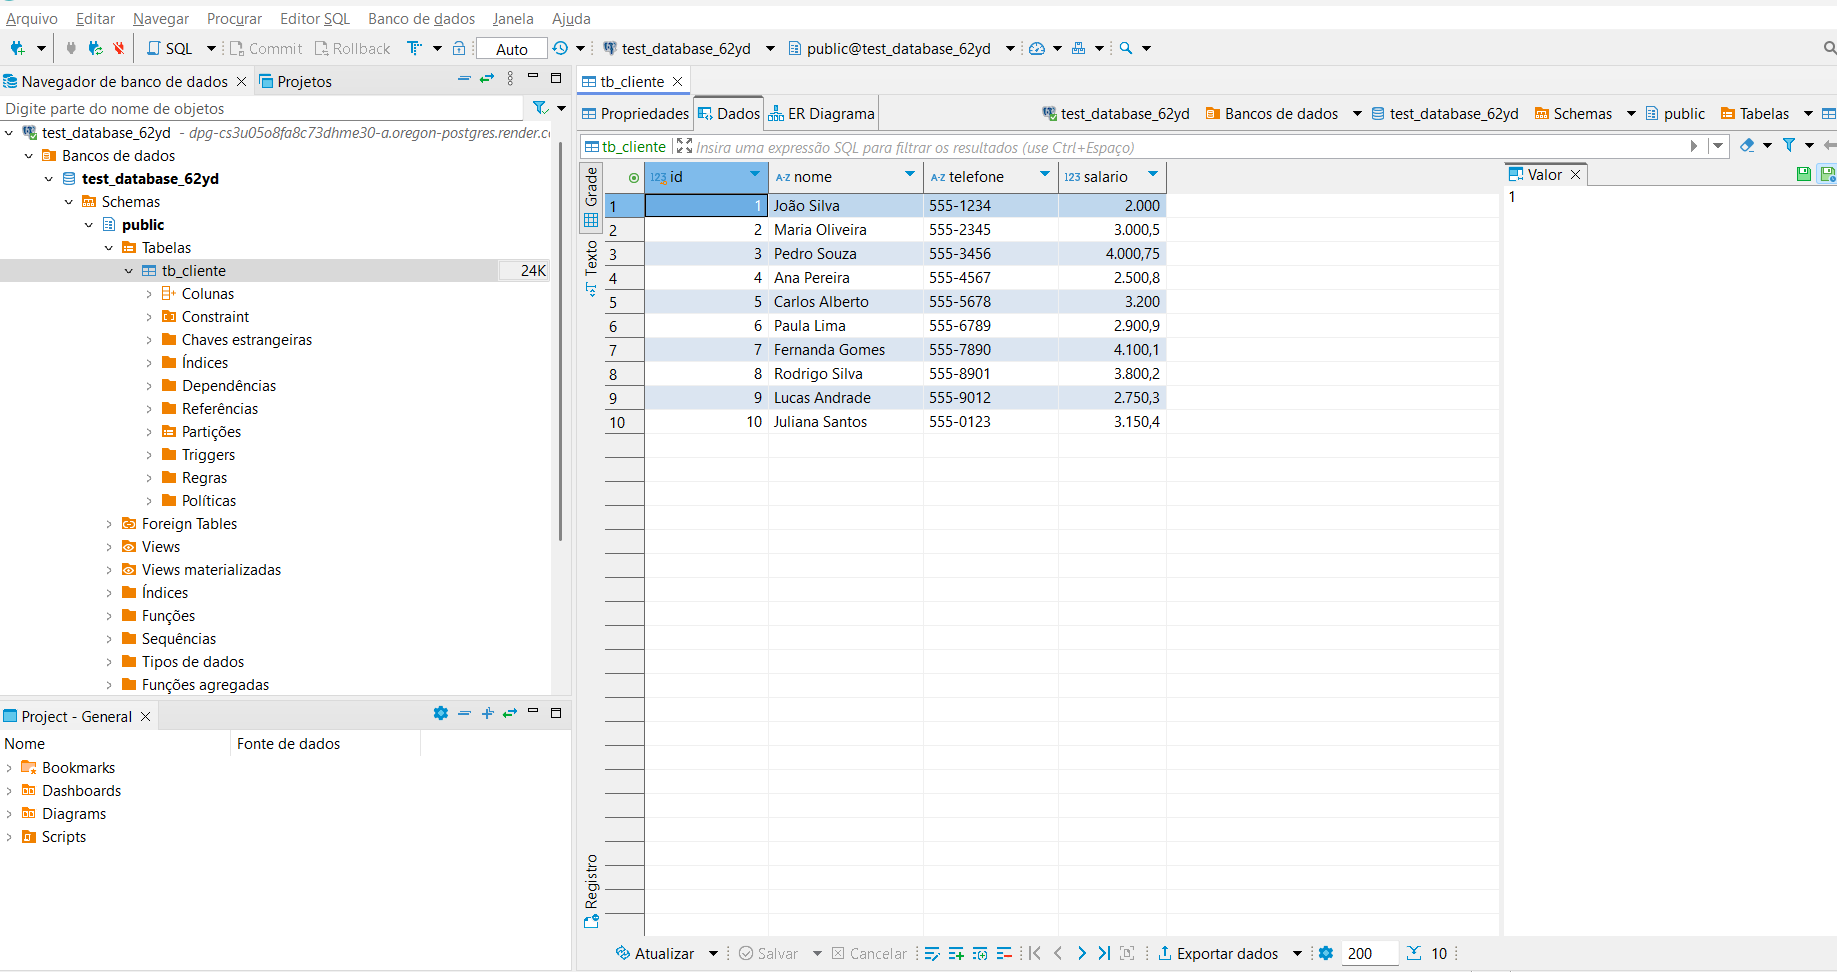 Arquivo Editar Navegar Procurar Editor SQL Banco de dados Janela Ajuda
SQL Commit Rollback Auto test_database_62yd public@test_database_62yd
Navegador de banco de dados Projetos
Digite parte do nome de objetos
test_database_62yd - dpg-cs3u05o8fa8c73dhme30-a.oregon-postgres.render.c
Bancos de dados
test_database_62yd
Schemas
public
Tabelas
tb_cliente 24K
Colunas
Constraint
Chaves estrangeiras
Índices
Dependências
Referências
Partições
Triggers
Regras
Políticas
Foreign Tables
Views
Views materializadas
Índices
Funções
Sequências
Tipos de dados
Funções agregadas
Project - General
Nome Fonte de dados
Bookmarks
Dashboards
Diagrams
Scripts
tb_cliente
Propriedades Dados ER Diagrama test_database_62yd Bancos de dados test_database_62yd Schemas public Tabelas
tb_cliente Insira uma expressão SQL para filtrar os resultados (use Ctrl+Espaço)
Grade
Texto
Registro
123 id A-Z nome A-Z telefone 123 salario
1 1 João Silva 555-1234 2.000
2 2 Maria Oliveira 555-2345 3.000,5
3 3 Pedro Souza 555-3456 4.000,75
4 4 Ana Pereira 555-4567 2.500,8
5 5 Carlos Alberto 555-5678 3.200
6 6 Paula Lima 555-6789 2.900,9
7 7 Fernanda Gomes 555-7890 4.100,1
8 8 Rodrigo Silva 555-8901 3.800,2
9 9 Lucas Andrade 555-9012 2.750,3
10 10 Juliana Santos 555-0123 3.150,4
Valor
1
Atualizar Salvar Cancelar Exportar dados 200 10